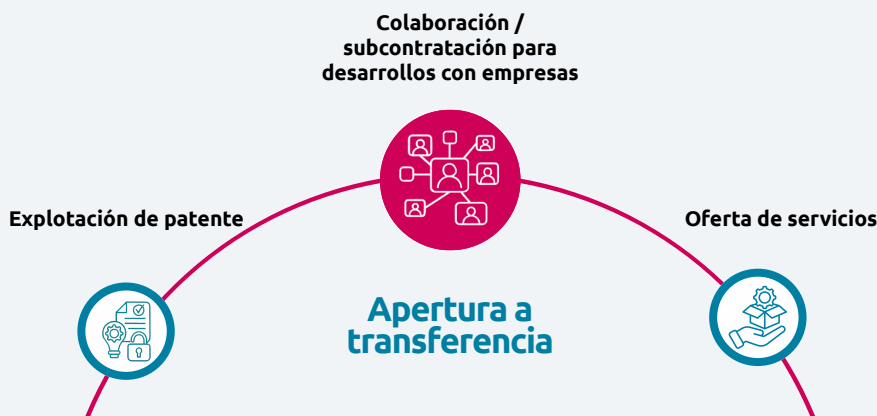 Colaboración /
subcontratación para
desarrollos con empresas
Explotación de patente
Oferta de servicios
Apertura a
transferencia